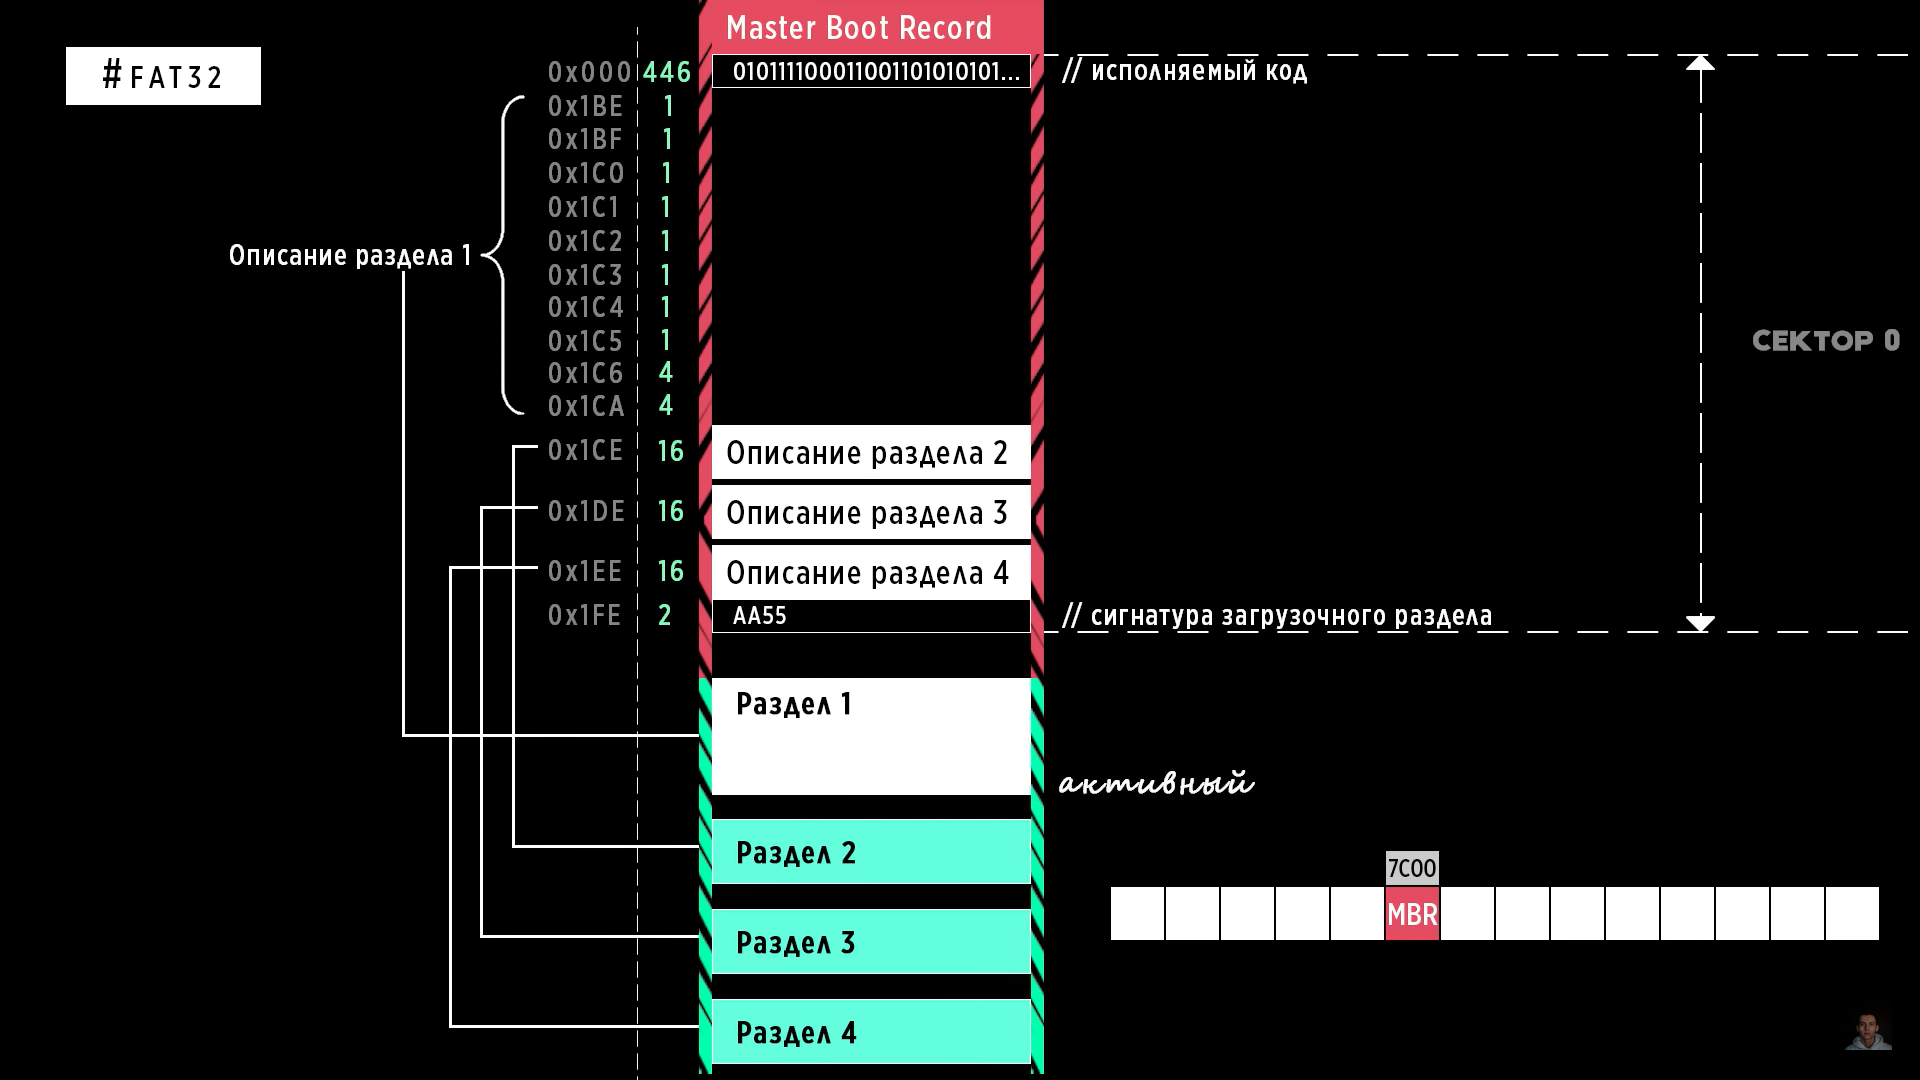 Master Boot Record
#FAT32
0x000 446 010111100011001101010101... // исполняемый код
0x1BE 1
0x1BF 1
0x1C0 1
0x1C1 1
Описание раздела 1
0x1C2 1
0x1C3 1
0x1C4 1
0x1C5 1
СЕКТОР 0
0x1C6 4
0x1CA 4
0x1CE 16 Описание раздела 2
0x1DE 16 Описание раздела 3
0x1EE 16 Описание раздела 4
0x1FE 2 AA55 // сигнатура загрузочного раздела
Раздел 1
активный
Раздел 2
7C00
MBR
Раздел 3
Раздел 4